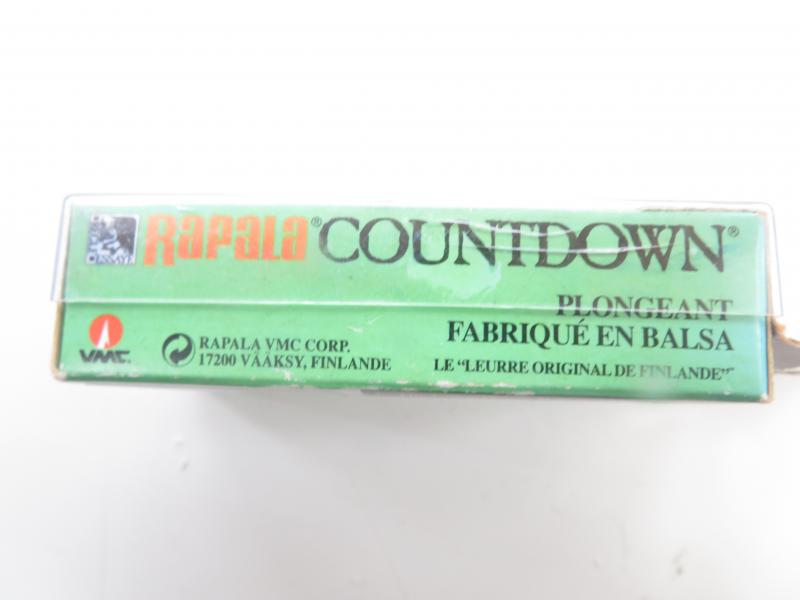 Rapala® COUNTDOWN®
PLONGEANT
FABRIQUÉ EN BALSA
LE "LEURRE ORIGINAL DE FINLANDE"
VMC
RAPALA VMC CORP.
17200 VÄÄKSY, FINLANDE